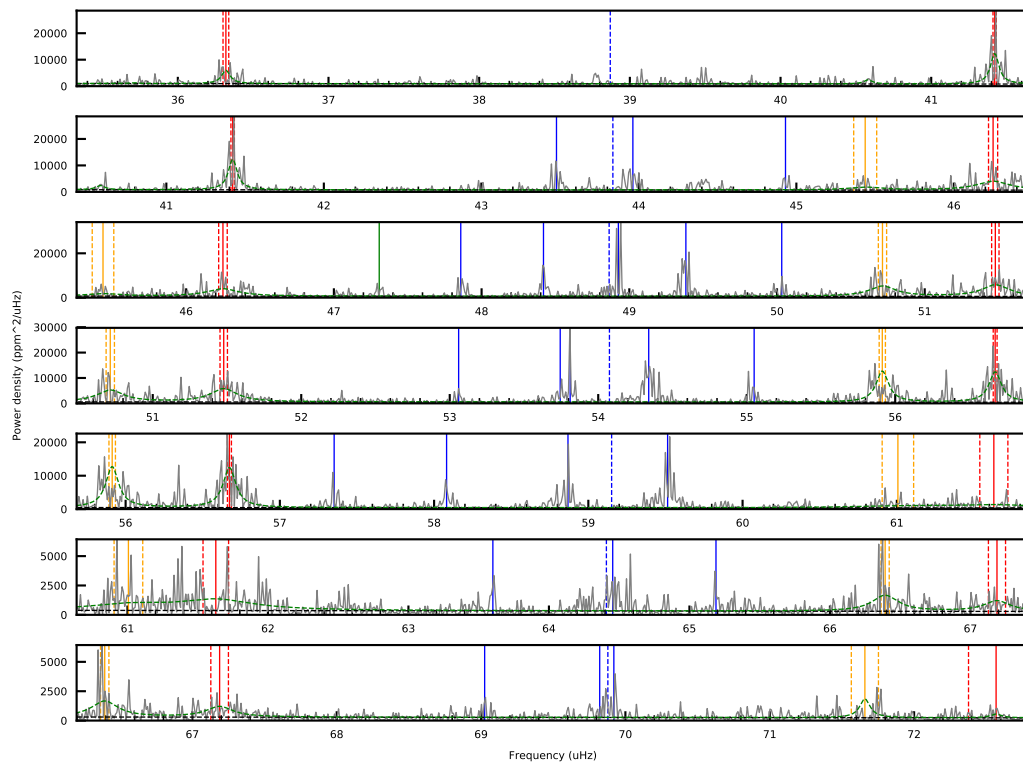 20000
10000
0
36 37 38 39 40 41
20000
10000
0
41 42 43 44 45 46
20000
0
46 47 48 49 50 51
30000
20000
10000
0
51 52 53 54 55 56
20000
10000
0
56 57 58 59 60 61
5000
2500
0
61 62 63 64 65 66 67
5000
2500
0
67 68 69 70 71 72
Power density (ppm^2/uHz)
Frequency (uHz)